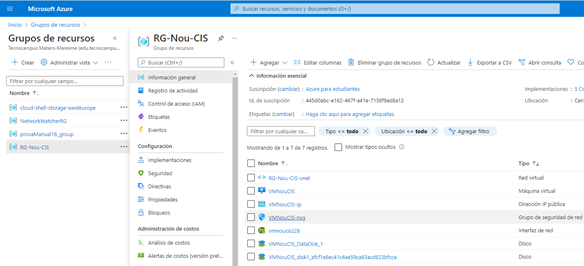 Microsoft Azure
Buscar recursos, servicios y documentos (G+/)
Inicio > Grupos de recursos >
Grupos de recursos
Tecnocampus Mataro-Maresme (edu.tecnocampu...
+ Crear
Administrar vista
...
Filtrar por cualquier campo...
Nombre ↑↓
cloud-shell-storage-westeurope
...
NetworkWatcherRG
...
provaManual18_group
...
RG-Nou-CIS
...
RG-Nou-CIS
...
Grupo de recursos
Buscar (Ctrl+/)
«
Información general
Registro de actividad
Control de acceso (IAM)
Etiquetas
Eventos
Configuración
Implementaciones
Seguridad
Directivas
Propiedades
Bloqueos
Administración de costos
Análisis de costos
Alertas de costos (versión prel...
+ Agregar
Editar columnas
Eliminar grupo de recursos
Actualizar
Exportar a CSV
Abrir consulta
Información esencial
Suscripción (cambiar) : Azure para estudiantes
Implementaciones : 5 Co
Id. de suscripción
Ubicación : Cen
Etiquetas (cambiar) : Haga clic aquí para agregar etiquetas.
Filtrar por cualquier ca...
Tipo == todo
Ubicación == todo
Agregar filtro
Mostrando de 1 a 7 de 7 registros.
Mostrar tipos ocultos
Nombre ↑
Tipo ↑↓
RG-Nou-CIS-vnet
Red virtual
VMNouCIS
Máquina virtual
VMNouCIS-ip
Dirección IP pública
VMNouCIS-nsg
Grupo de seguridad de red
vmnoucis228
Interfaz de red
VMNouCIS_DataDisk_1
Disco
Disco